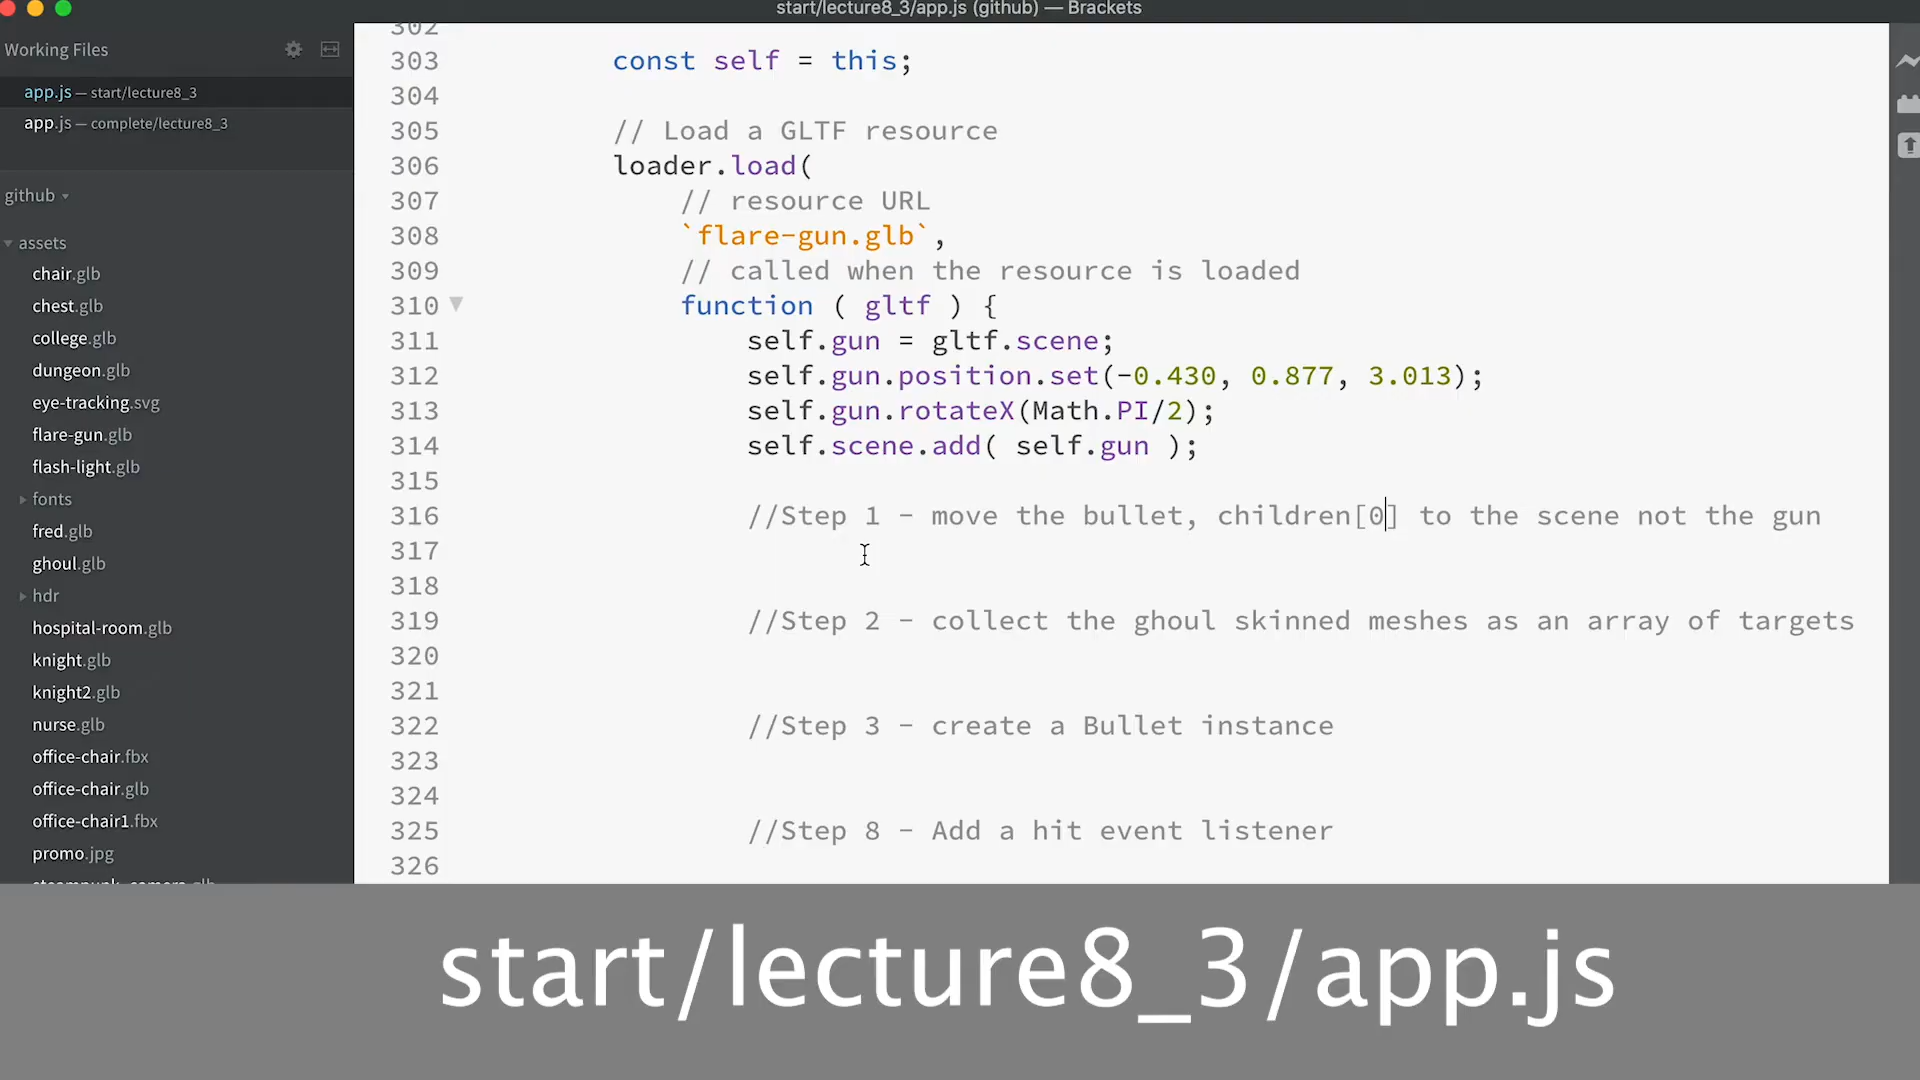 start/lecture8_3/app.js (github) — Brackets
Working Files
app.js — start/lecture8_3
app.js — complete/lecture8_3
github
assets
chair.glb
chest.glb
college.glb
dungeon.glb
eye-tracking.svg
flare-gun.glb
flash-light.glb
fonts
fred.glb
ghoul.glb
hdr
hospital-room.glb
knight.glb
knight2.glb
nurse.glb
office-chair.fbx
office-chair.glb
office-chair1.fbx
promo.jpg
steampunk_camera.glb
302
303 const self = this;
304
305 // Load a GLTF resource
306 loader.load(
307 // resource URL
308 `flare-gun.glb`,
309 // called when the resource is loaded
310 function ( gltf ) {
311 self.gun = gltf.scene;
312 self.gun.position.set(-0.430, 0.877, 3.013);
313 self.gun.rotateX(Math.PI/2);
314 self.scene.add( self.gun );
315
316 //Step 1 - move the bullet, children[0] to the scene not the gun
317
318
319 //Step 2 - collect the ghoul skinned meshes as an array of targets
320
321
322 //Step 3 - create a Bullet instance
323
324
325 //Step 8 - Add a hit event listener
326
start/lecture8_3/app.js